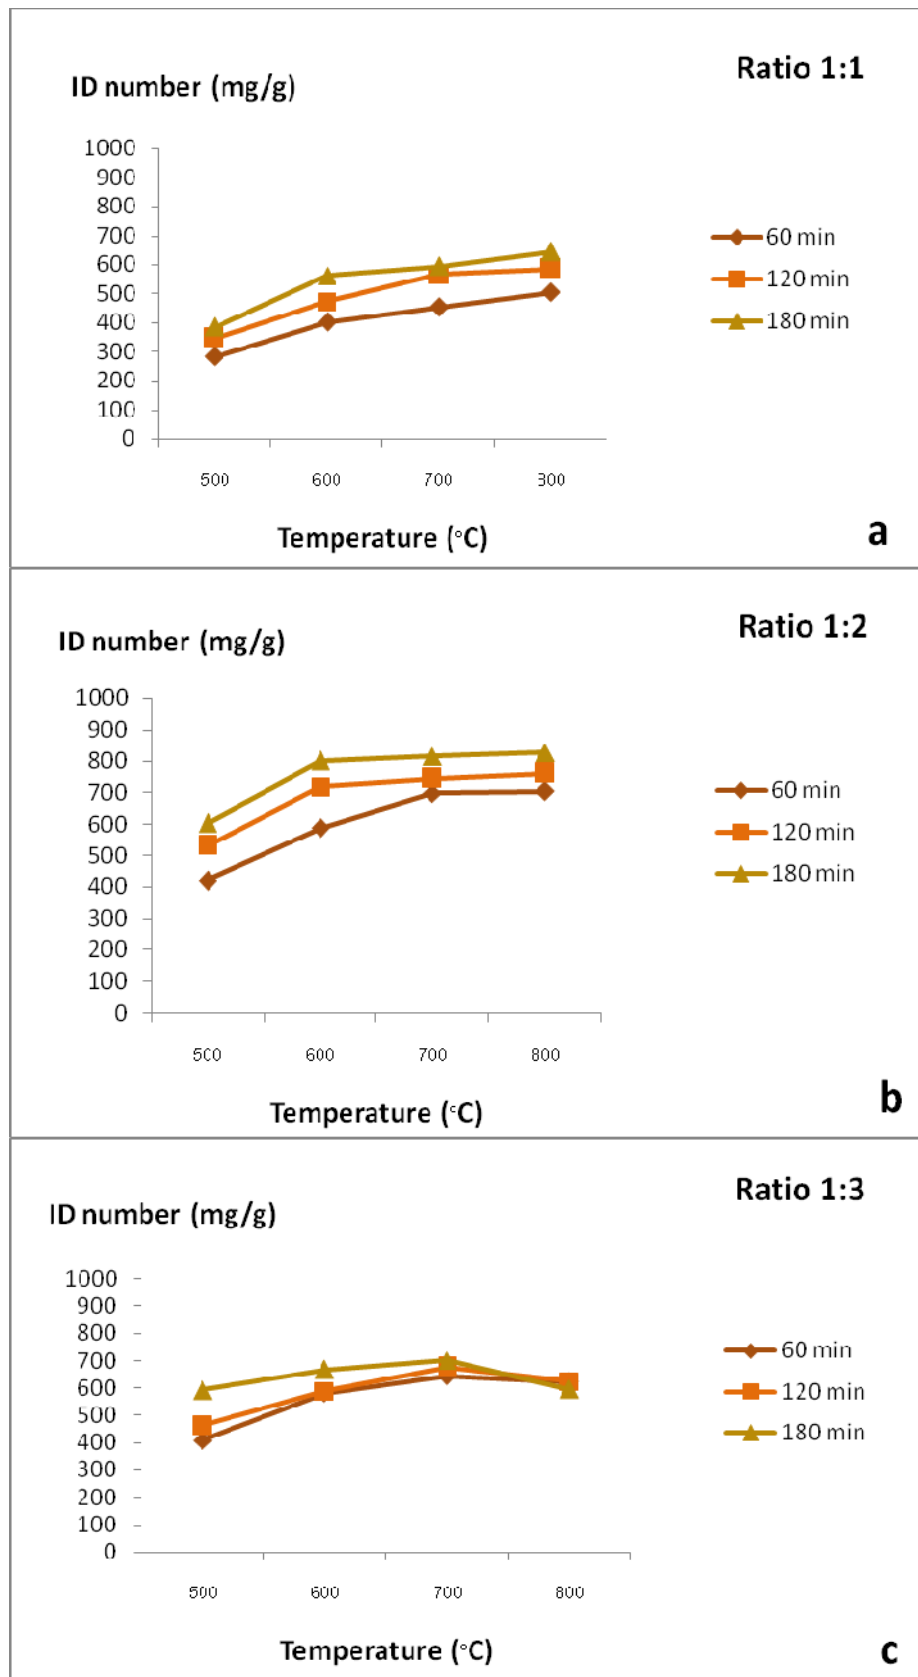 Ratio 1:1
ID number (mg/g)
1000
900
800
700
600
500
400
300
200
100
0
60 min
120 min
180 min
500 600 700 300
Temperature (°C)
a
Ratio 1:2
ID number (mg/g)
1000
900
800
700
600
500
400
300
200
100
0
60 min
120 min
180 min
500 600 700 800
Temperature (°C)
b
Ratio 1:3
ID number (mg/g)
1000
900
800
700
600
500
400
300
200
100
0
60 min
120 min
180 min
500 600 700 800
Temperature (°C)
c